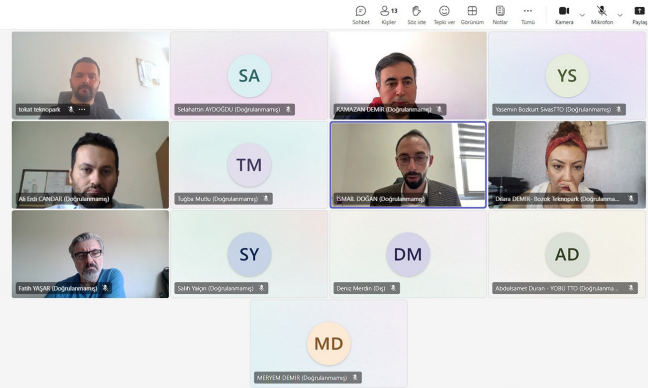 13
Sohbet Kişiler Söz iste Tepki ver Görünüm Notlar Tümü Kamera Mikrofon Paylaş
tokat teknopark
SA
Selahattin AYDOĞDU (Doğrulanmamış)
RAMAZAN DEMİR (Doğrulanmamış)
YS
Yasemin Bozkurt SivasTTO (Doğrulanmamış)
Ali Erdi CANDAR (Doğrulanmamış)
TM
Tuğba Mutlu (Doğrulanmamış)
İSMAİL DOĞAN (Doğrulanmamış)
Dilara DEMİR- Bozok Teknopark (Doğrulanma...
Fatih YAŞAR (Doğrulanmamış)
SY
Salih Yalçın (Doğrulanmamış)
DM
Deniz Merdin (Dış)
AD
Abdulsamet Duran - YOBÜ TTO (Doğrulanma...
MD
MERYEM DEMİR (Doğrulanmamış)